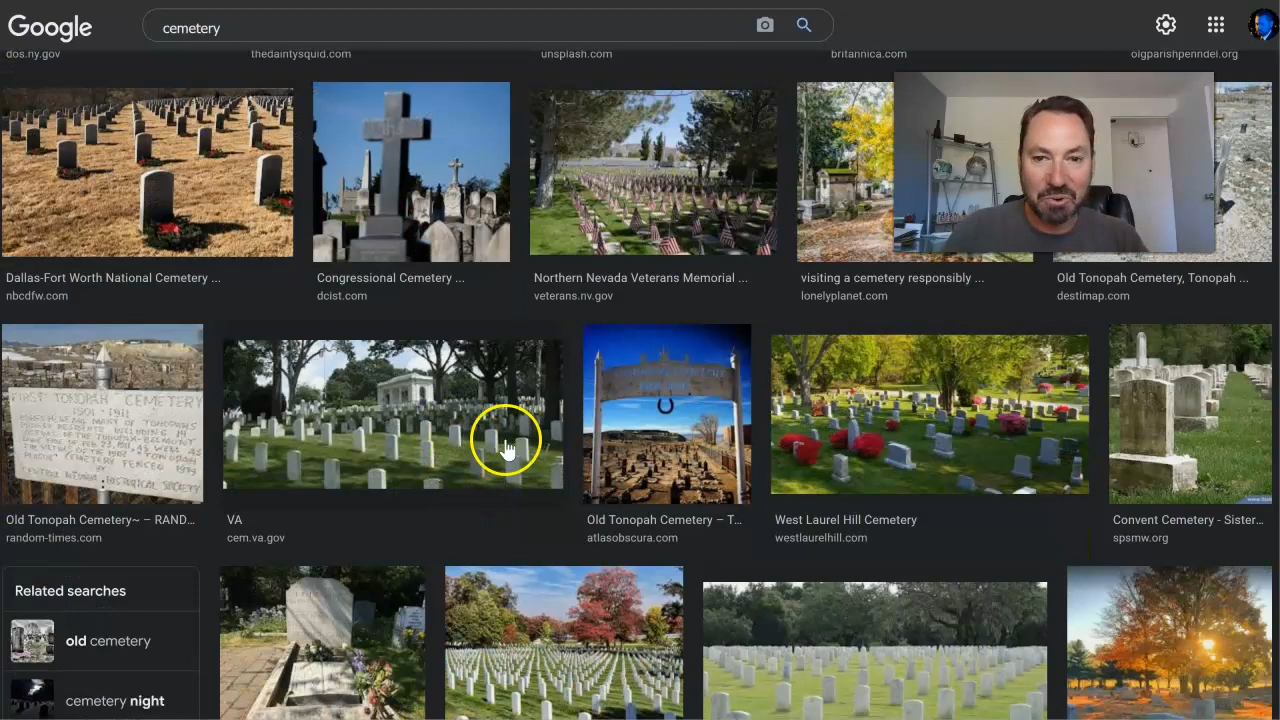 Google
cemetery
dos.ny.gov
thedaintysquid.com
unsplash.com
britannica.com
olgparishpenndel.org
Dallas-Fort Worth National Cemetery ...
nbcdfw.com
Congressional Cemetery ...
dcist.com
Northern Nevada Veterans Memorial ...
veterans.nv.gov
visiting a cemetery responsibly ...
lonelyplanet.com
Old Tonopah Cemetery, Tonopah ...
destimap.com
FIRST TONOPAH CEMETERY
1901 - 1911
Old Tonopah Cemetery~ – RAND...
random-times.com
VA
cem.va.gov
Old Tonopah Cemetery – T...
atlasobscura.com
West Laurel Hill Cemetery
westlaurelhill.com
Convent Cemetery - Sister...
spsmw.org
Related searches
old cemetery
cemetery night